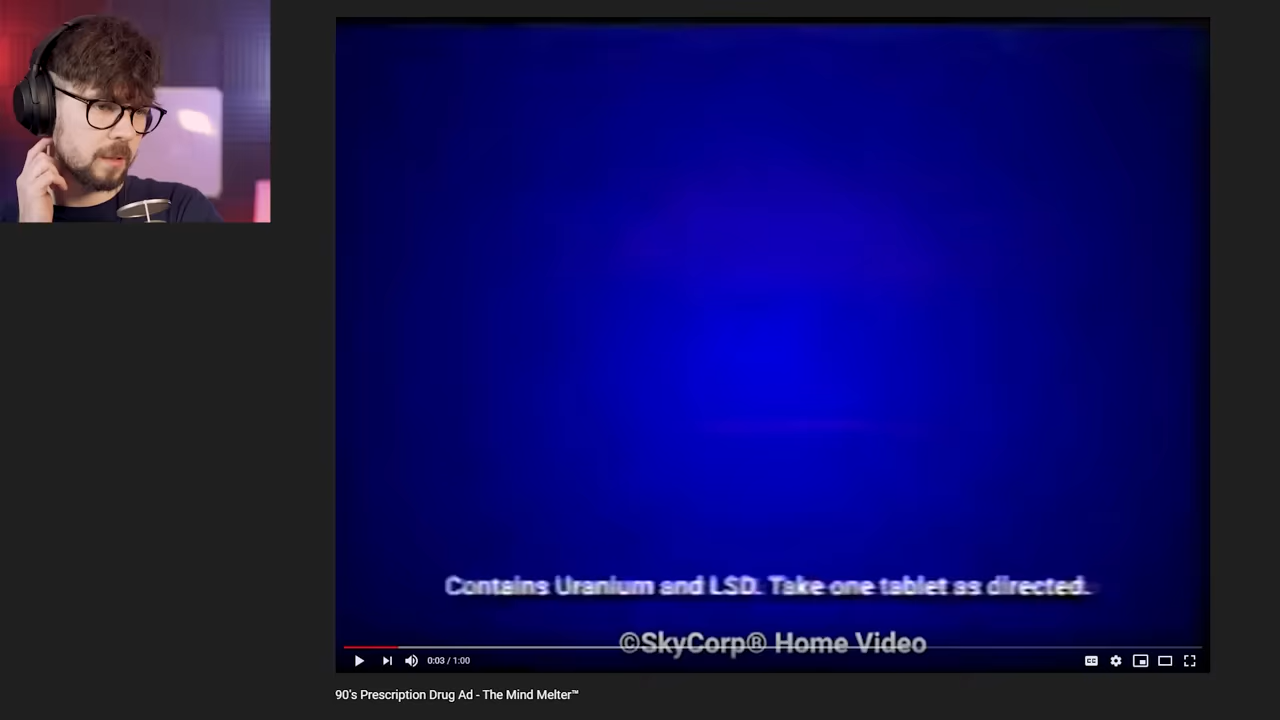 Contains Uranium and LSD. Take one tablet as directed.
©SkyCorp® Home Video
0:03 / 1:00
90's Prescription Drug Ad - The Mind Melter™